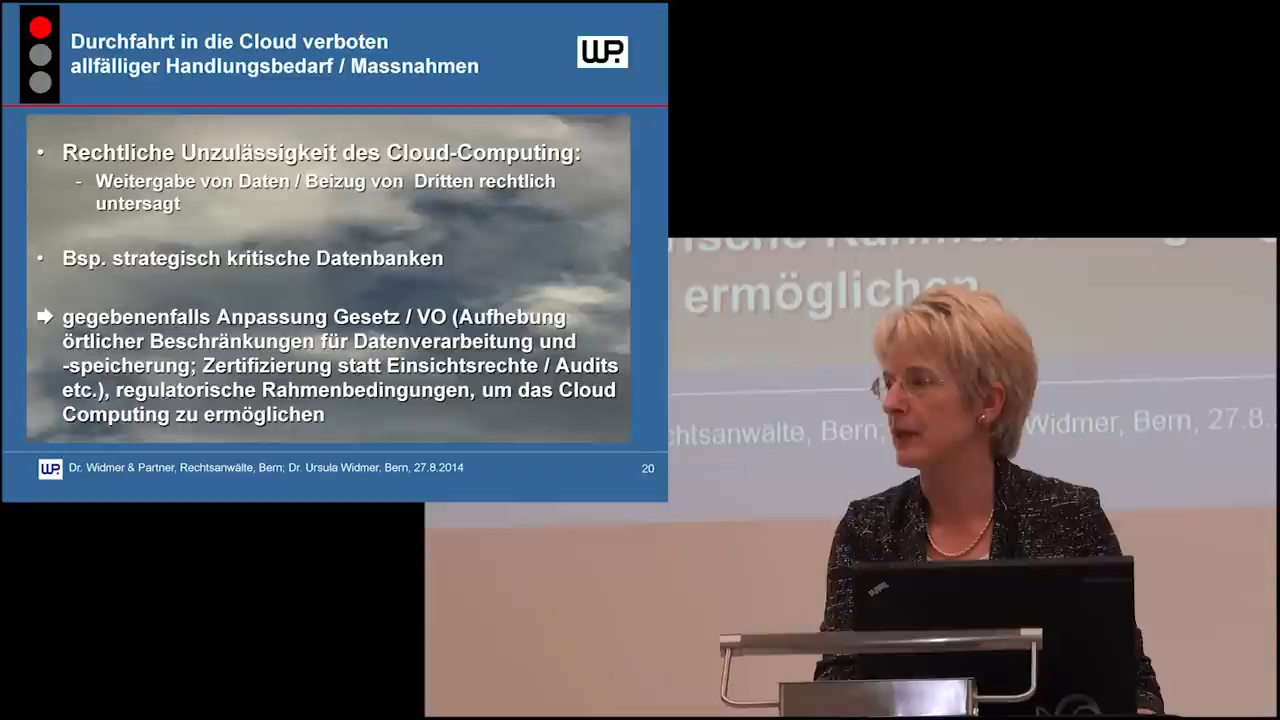 Durchfahrt in die Cloud verboten
allfälliger Handlungsbedarf / Massnahmen
WP.
• Rechtliche Unzulässigkeit des Cloud-Computing:
- Weitergabe von Daten / Beizug von Dritten rechtlich
untersagt
• Bsp. strategisch kritische Datenbanken
gegebenenfalls Anpassung Gesetz / VO (Aufhebung
örtlicher Beschränkungen für Datenverarbeitung und
-speicherung; Zertifizierung statt Einsichtsrechte / Audits
etc.), regulatorische Rahmenbedingungen, um das Cloud
Computing zu ermöglichen
WP. Dr. Widmer & Partner, Rechtsanwälte, Bern; Dr. Ursula Widmer, Bern, 27.8.2014 20
ermöglichen
Bern; Widmer, Bern, 27.8.